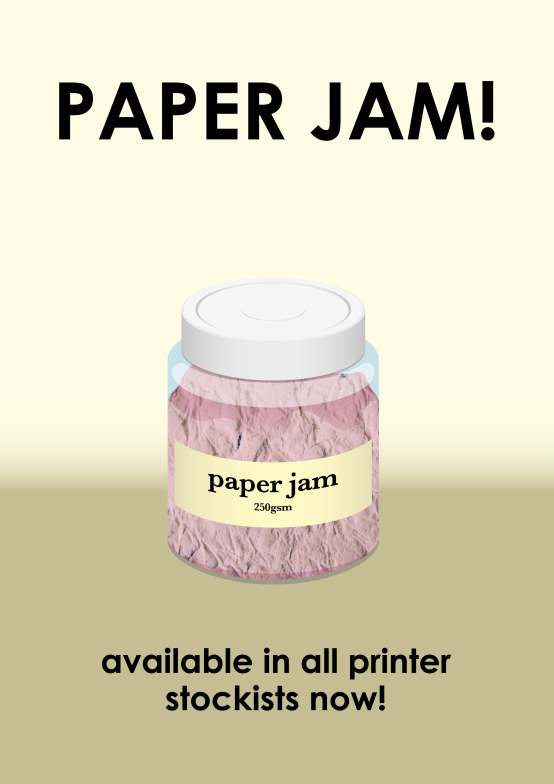 PAPER JAM!
paper jam
250gsm
available in all printer
stockists now!